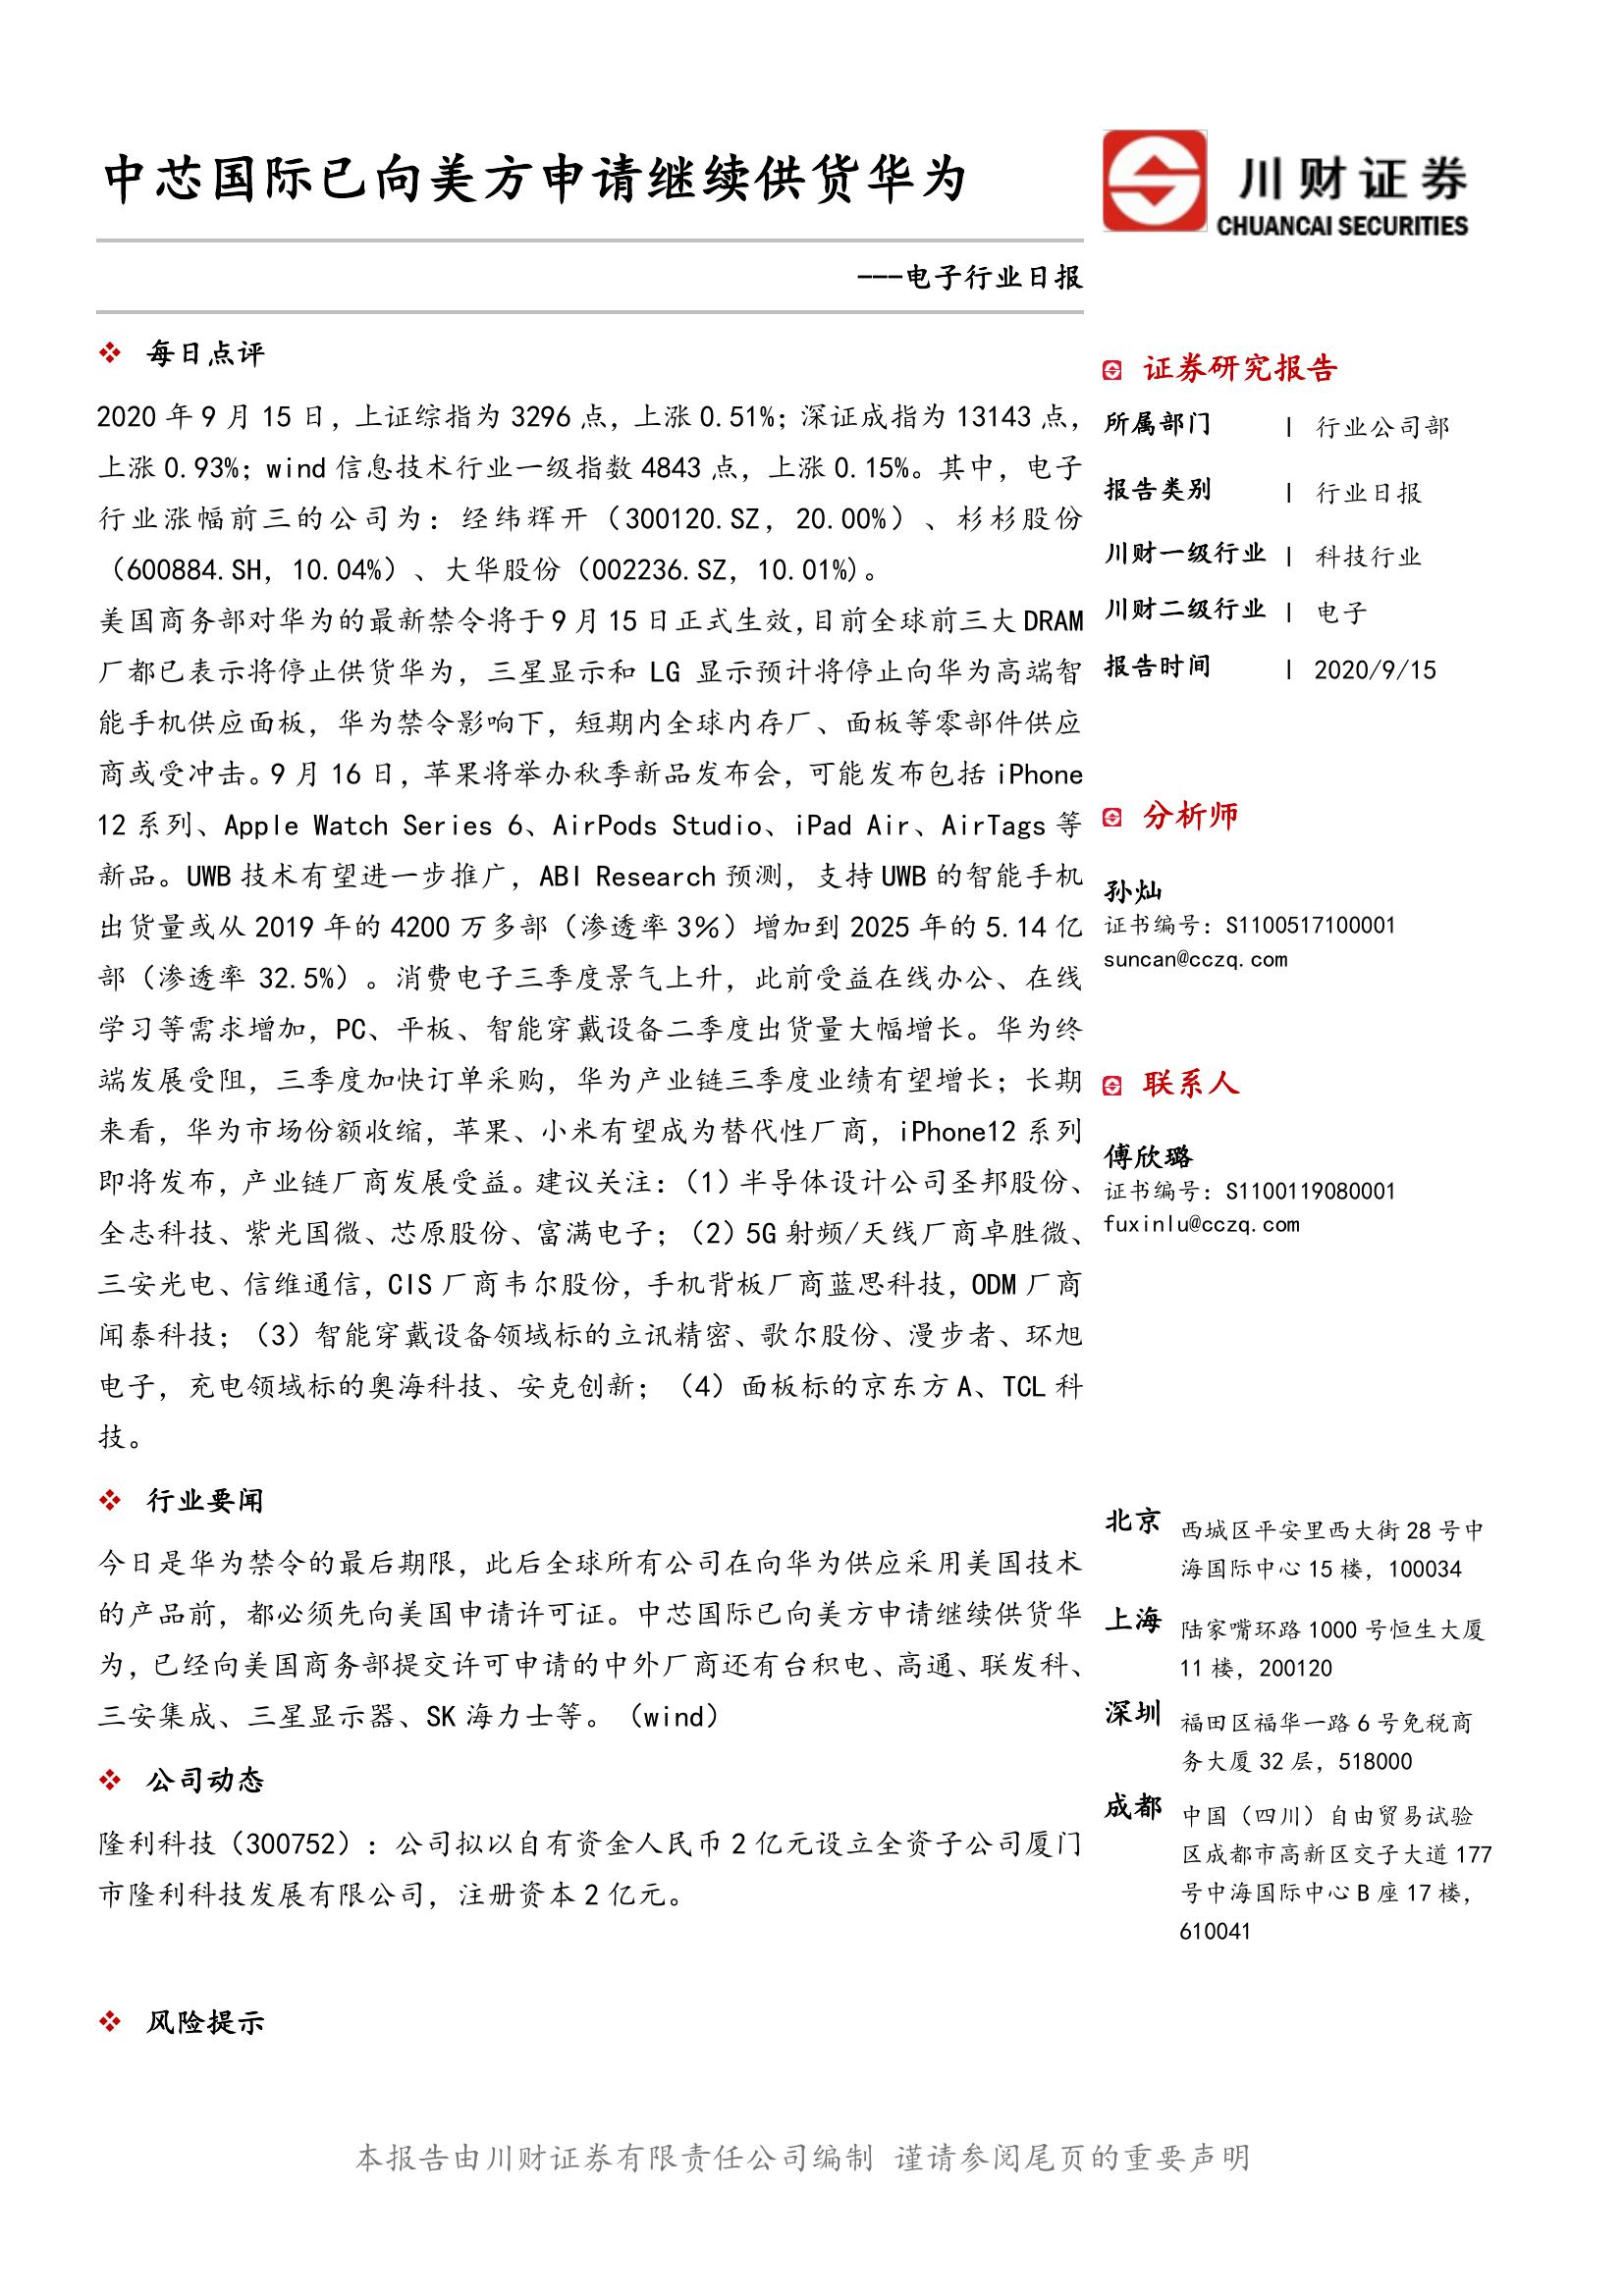 中芯国际已向美方申请继续供货华为
川财证券
CHUANCAI SECURITIES
---电子行业日报
每日点评
2020 年 9 月 15 日，上证综指为 3296 点，上涨 0.51%；深证成指为 13143 点，
上涨 0.93%；wind 信息技术行业一级指数 4843 点，上涨 0.15%。其中，电子
行业涨幅前三的公司为：经纬辉开（300120.SZ，20.00%）、杉杉股份
（600884.SH，10.04%）、大华股份（002236.SZ，10.01%)。
美国商务部对华为的最新禁令将于 9 月 15 日正式生效，目前全球前三大 DRAM
厂都已表示将停止供货华为，三星显示和 LG 显示预计将停止向华为高端智
能手机供应面板，华为禁令影响下，短期内全球内存厂、面板等零部件供应
商或受冲击。9 月 16 日，苹果将举办秋季新品发布会，可能发布包括 iPhone
12 系列、Apple Watch Series 6、AirPods Studio、iPad Air、AirTags 等
新品。UWB 技术有望进一步推广，ABI Research 预测，支持 UWB 的智能手机
出货量或从 2019 年的 4200 万多部（渗透率 3％）增加到 2025 年的 5.14 亿
部（渗透率 32.5%）。消费电子三季度景气上升，此前受益在线办公、在线
学习等需求增加，PC、平板、智能穿戴设备二季度出货量大幅增长。华为终
端发展受阻，三季度加快订单采购，华为产业链三季度业绩有望增长；长期
来看，华为市场份额收缩，苹果、小米有望成为替代性厂商，iPhone12 系列
即将发布，产业链厂商发展受益。建议关注：（1）半导体设计公司圣邦股份、
全志科技、紫光国微、芯原股份、富满电子；（2）5G 射频/天线厂商卓胜微、
三安光电、信维通信，CIS 厂商韦尔股份，手机背板厂商蓝思科技，ODM 厂商
闻泰科技；（3）智能穿戴设备领域标的立讯精密、歌尔股份、漫步者、环旭
电子，充电领域标的奥海科技、安克创新；（4）面板标的京东方 A、TCL 科
技。
行业要闻
今日是华为禁令的最后期限，此后全球所有公司在向华为供应采用美国技术
的产品前，都必须先向美国申请许可证。中芯国际已向美方申请继续供货华
为，已经向美国商务部提交许可申请的中外厂商还有台积电、高通、联发科、
三安集成、三星显示器、SK 海力士等。（wind）
公司动态
隆利科技（300752）：公司拟以自有资金人民币 2 亿元设立全资子公司厦门
市隆利科技发展有限公司，注册资本 2 亿元。
风险提示
证券研究报告
所属部门 | 行业公司部
报告类别 | 行业日报
川财一级行业 | 科技行业
川财二级行业 | 电子
报告时间 | 2020/9/15
分析师
孙灿
证书编号：S1100517100001
suncan@cczq.com
联系人
傅欣璐
证书编号：S1100119080001
fuxinlu@cczq.com
北京 西城区平安里西大街 28 号中
海国际中心 15 楼，100034
上海 陆家嘴环路 1000 号恒生大厦
11 楼，200120
深圳 福田区福华一路 6 号免税商
务大厦 32 层，518000
成都 中国（四川）自由贸易试验
区成都市高新区交子大道 177
号中海国际中心 B 座 17 楼，
610041
本报告由川财证券有限责任公司编制 谨请参阅尾页的重要声明